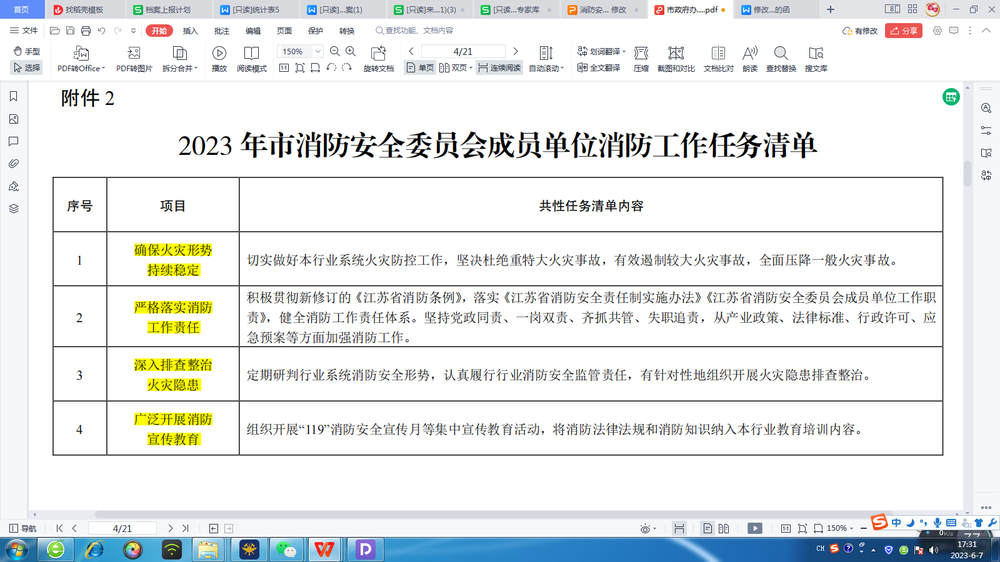 首页 找稻壳模板 档案上报计划 [只读]统计表5 [只读]...案(1) [只读]来...1)(3) [只读...专家库 消防安... 修改 市政府办....pdf 修改...的函
文件 开始 插入 批注 编辑 页面 保护 转换 查找功能、文档内容 有修改 分享
手型 选择 PDF转Office PDF转图片 拆分合并 播放 阅读模式 150% 旋转文档 4/21 单页 双页 连续阅读 自动滚动 划词翻译 全文翻译 压缩 截图和对比 文档比对 朗读 查找替换 搜文库
附件 2
2023 年市消防安全委员会成员单位消防工作任务清单
序号 项目 共性任务清单内容
1 确保火灾形势
持续稳定 切实做好本行业系统火灾防控工作，坚决杜绝重特大火灾事故，有效遏制较大火灾事故，全面压降一般火灾事故。
2 严格落实消防
工作责任 积极贯彻新修订的《江苏省消防条例》，落实《江苏省消防安全责任制实施办法》《江苏省消防安全委员会成员单位工作职
责》，健全消防工作责任体系。坚持党政同责、一岗双责、齐抓共管、失职追责，从产业政策、法律标准、行政许可、应
急预案等方面加强消防工作。
3 深入排查整治
火灾隐患 定期研判行业系统消防安全形势，认真履行行业消防安全监管责任，有针对性地组织开展火灾隐患排查整治。
4 广泛开展消防
宣传教育 组织开展“119”消防安全宣传月等集中宣传教育活动，将消防法律法规和消防知识纳入本行业教育培训内容。
导航 4/21 150%
中
0K/s
CH 17:31
2023-6-7